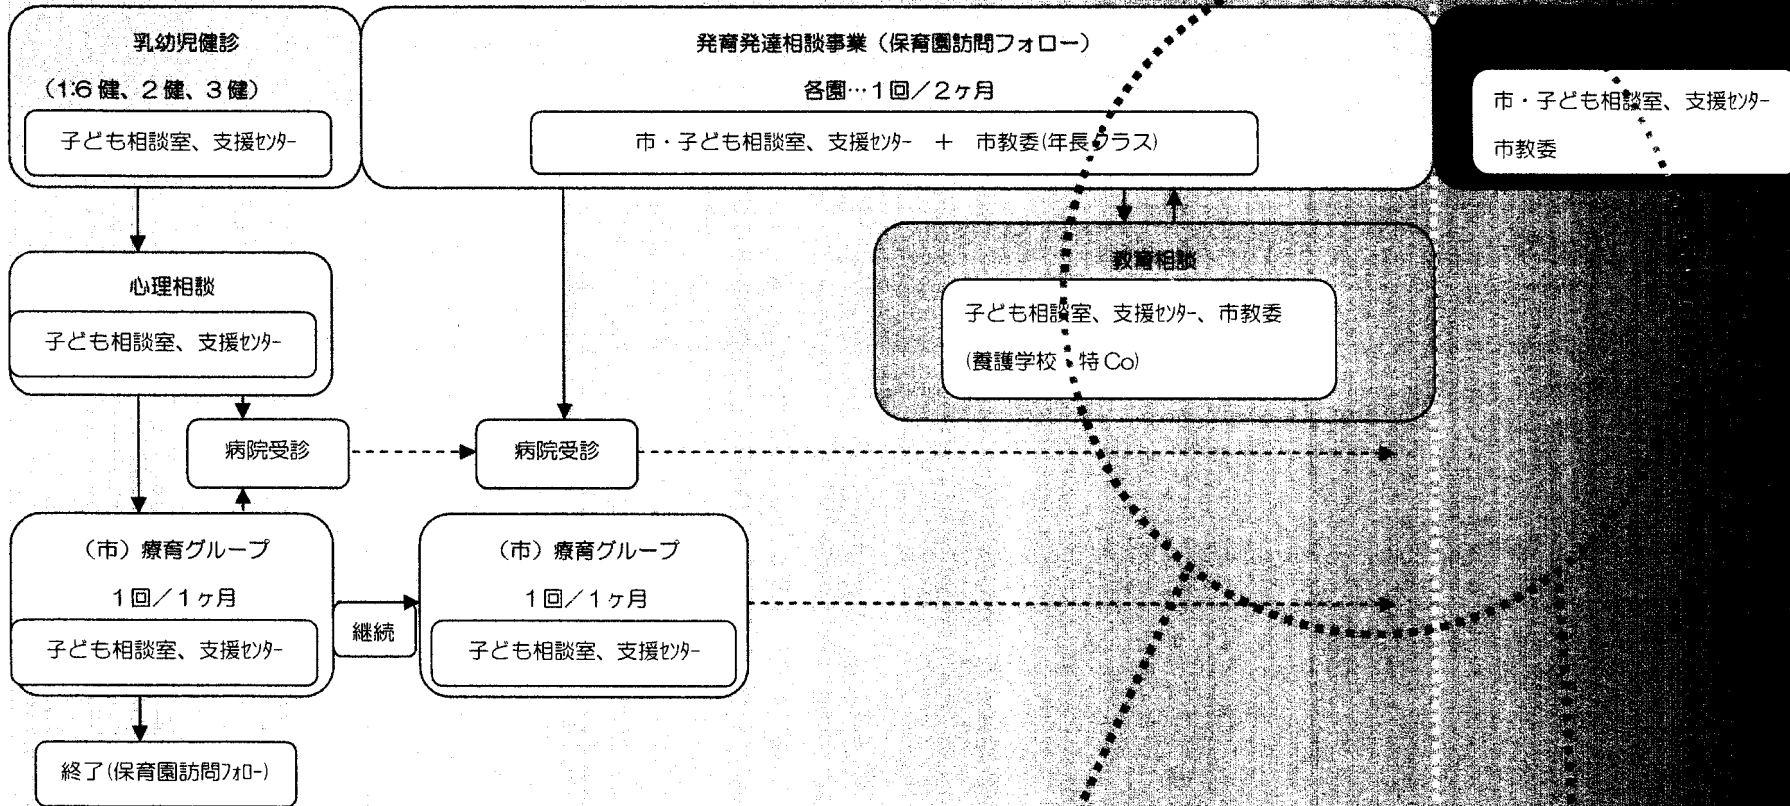 乳幼児健診
(1:6健、2健、3健)
子ども相談室、支援ｾﾝﾀｰ
発育発達相談事業（保育園訪問フォロー）
各園…１回／２ヶ月
市・子ども相談室、支援ｾﾝﾀｰ　＋　市教委(年長クラス)
市・子ども相談室、支援ｾﾝﾀｰ
市教委
心理相談
子ども相談室、支援ｾﾝﾀｰ
教育相談
子ども相談室、支援ｾﾝﾀｰ、市教委
(養護学校・特Co)
病院受診
病院受診
（市）療育グループ
１回／１ヶ月
子ども相談室、支援ｾﾝﾀｰ
継続
（市）療育グループ
１回／１ヶ月
子ども相談室、支援ｾﾝﾀｰ
終了(保育園訪問ﾌｫﾛｰ)